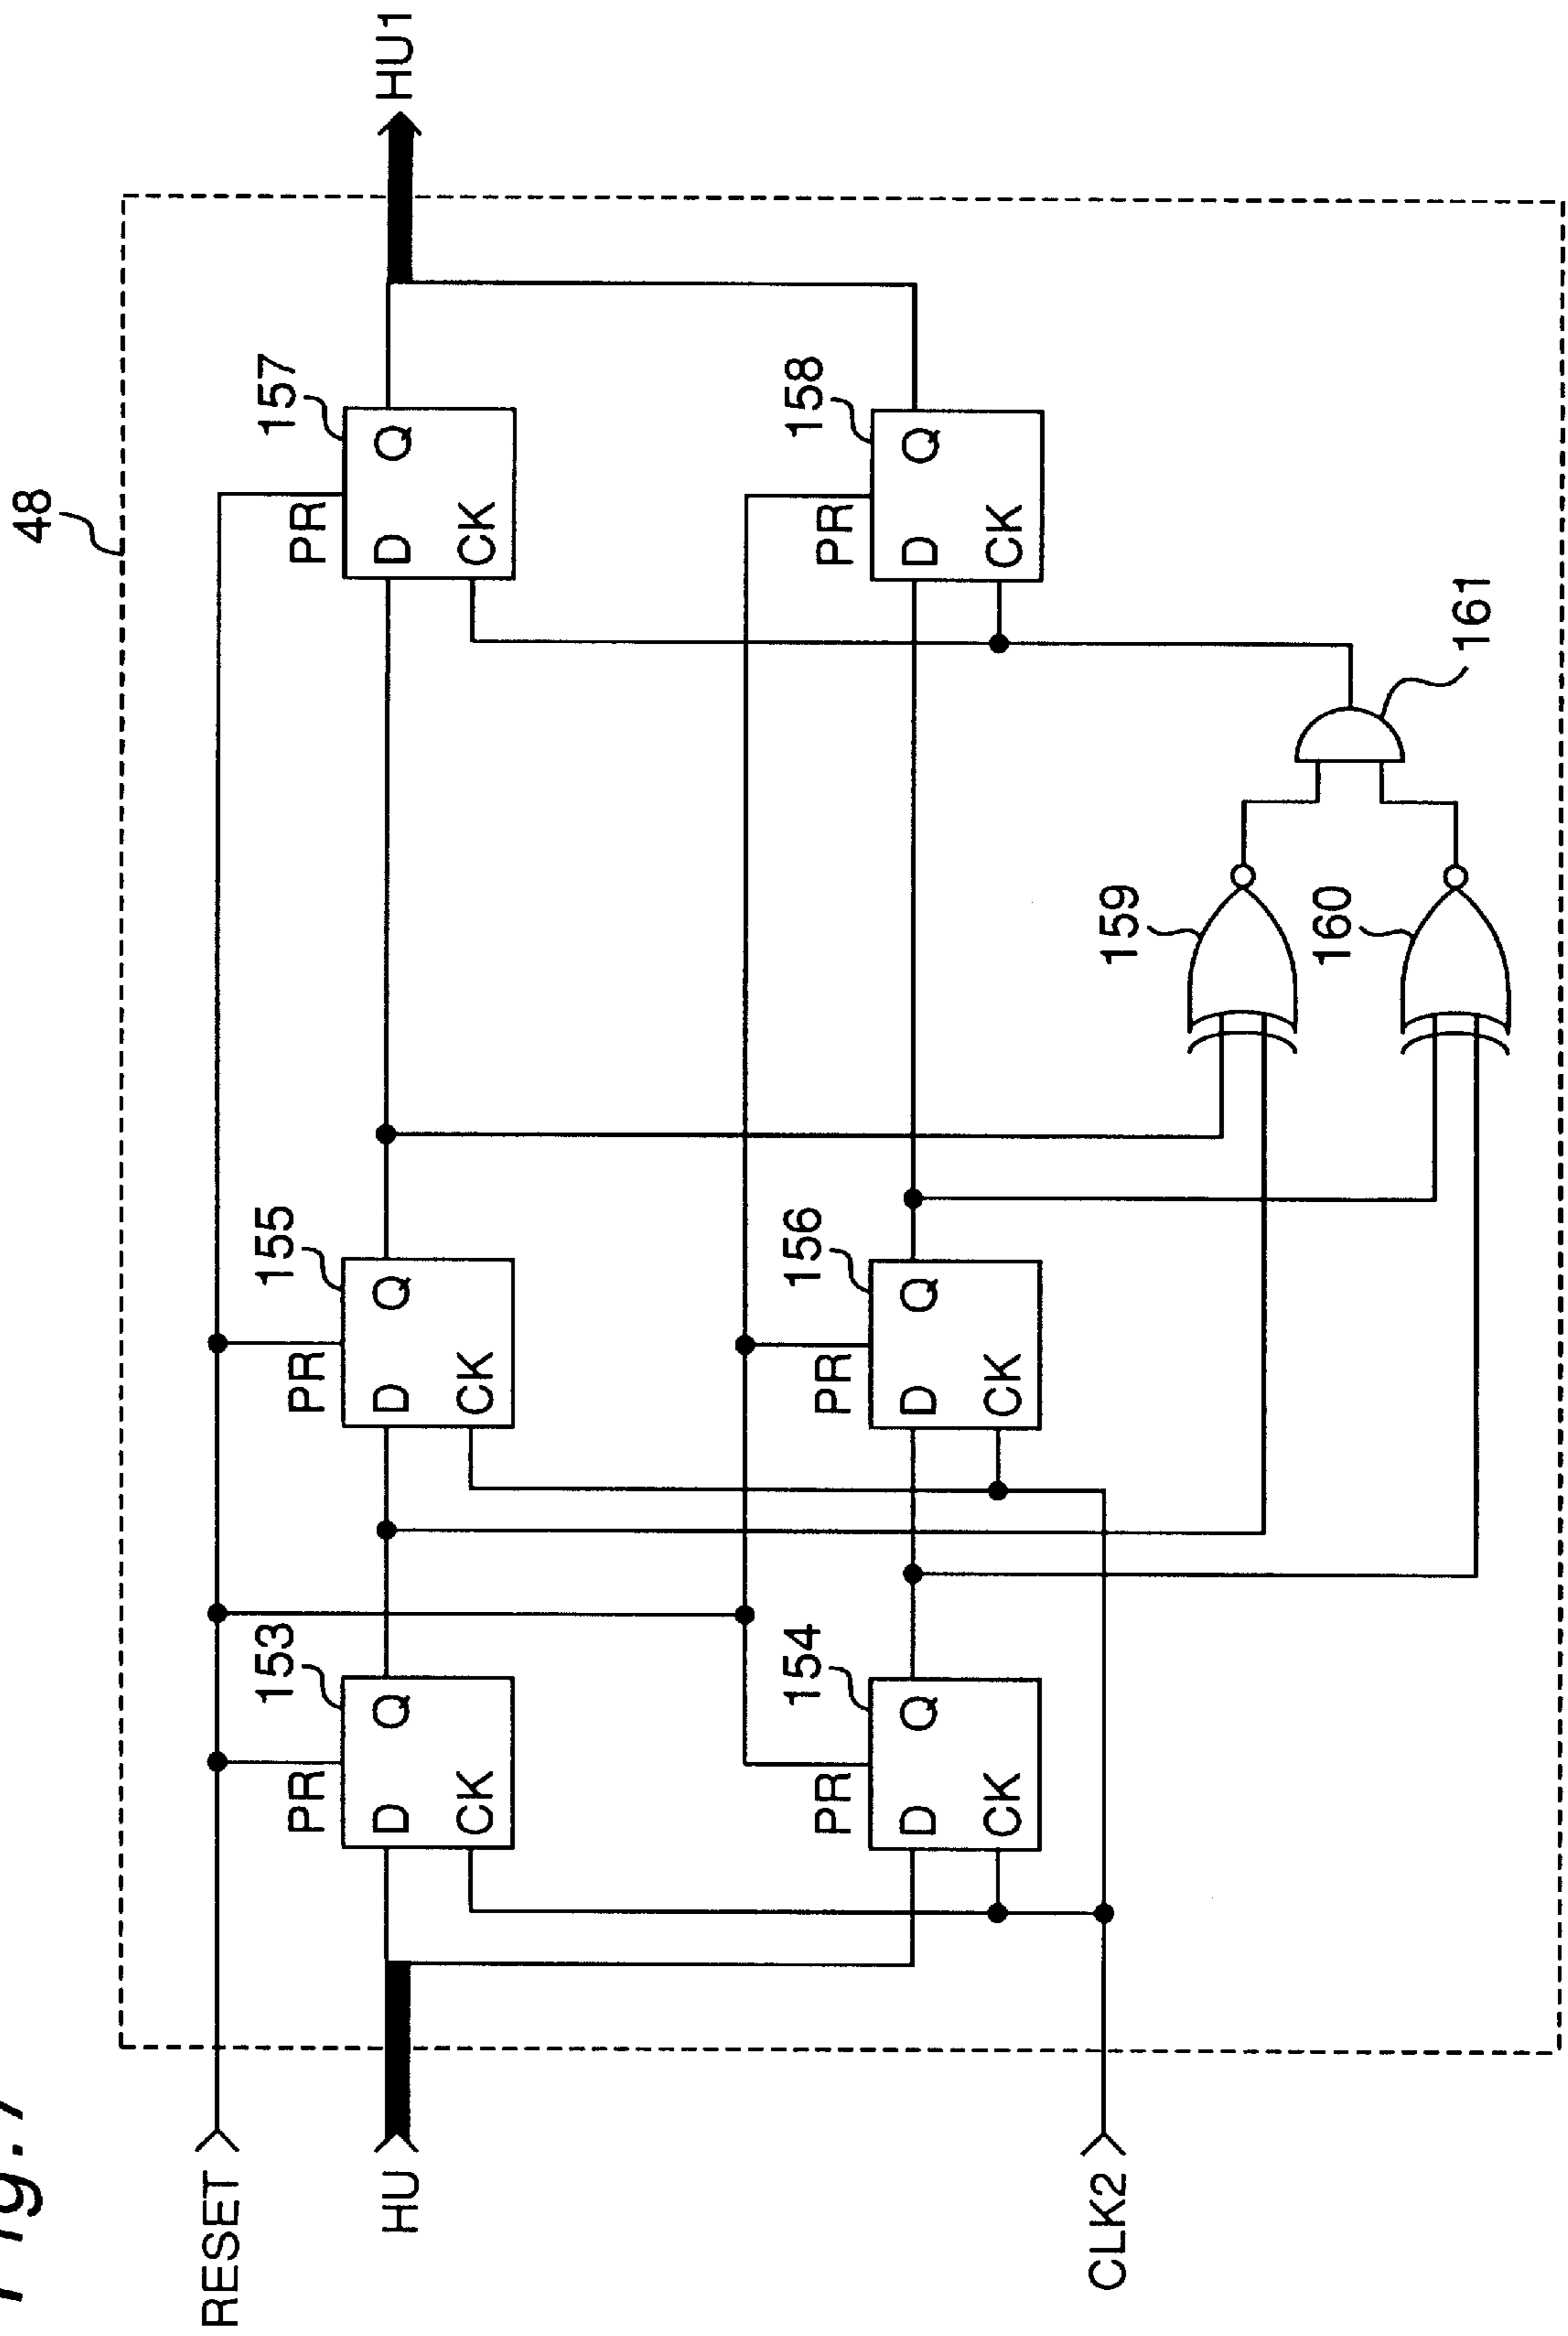 Fig.7
48
RESET
153
155
157
PR
PR
PR
HU
D Q
D Q
D Q
HU1
CK
CK
CK
154
156
158
PR
PR
PR
D Q
D Q
D Q
CK
CK
CK
CLK2
159
160
161